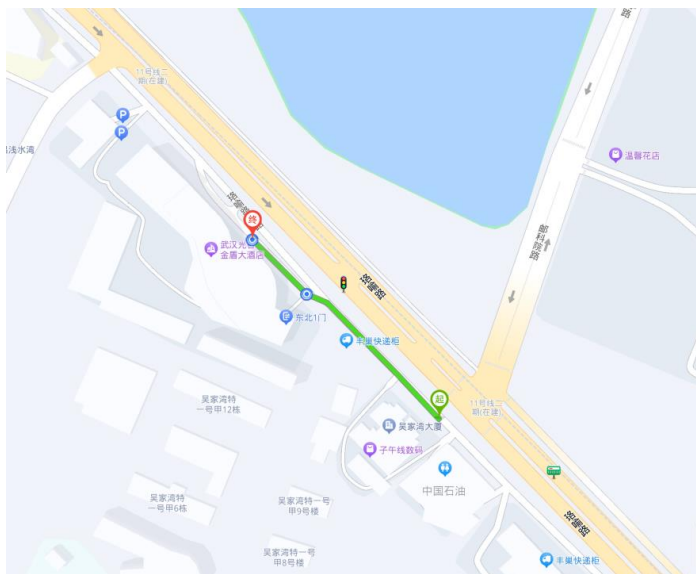 路
11号线二
期(在建)
P
P
浅水湾
温馨花店
珞喻路
终
武汉光谷
金盾大酒店
邮科院路
珞喻路
东北1门
丰巢快递柜
吴家湾特
一号甲12栋
起
11号线二
期(在建)
吴家湾大厦
子午线数码
中国石油
吴家湾特
一号甲6栋
吴家湾特一号
甲9号楼
珞喻路
吴家湾特一号
甲8号楼
丰巢快递柜